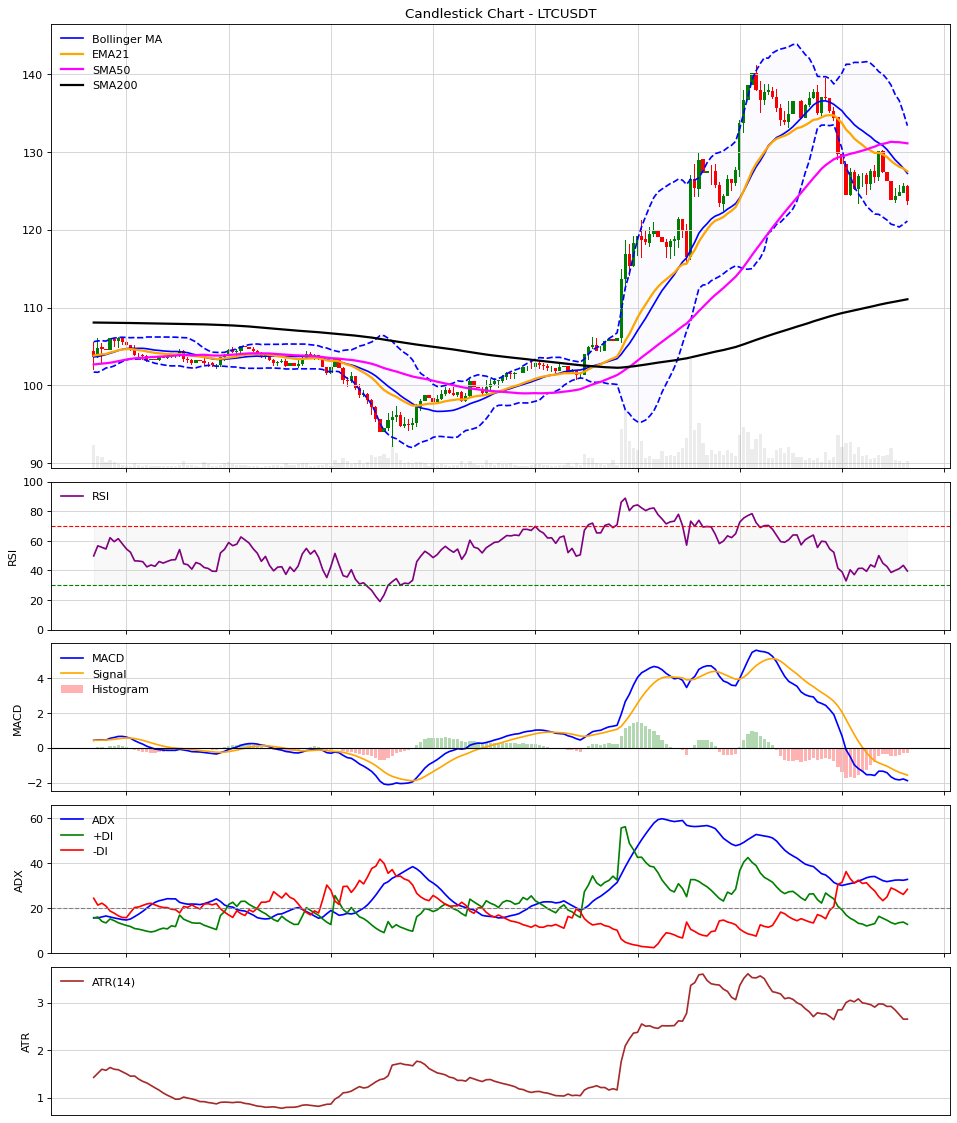 Candlestick Chart - LTCUSDT
Bollinger MA
EMA21
SMA50
SMA200
140
130
120
110
100
90
RSI
100
80
60
40
20
0
RSI
MACD
Signal
Histogram
4
2
0
−2
MACD
ADX
+DI
-DI
60
40
20
0
ADX
ATR(14)
3
2
1
ATR